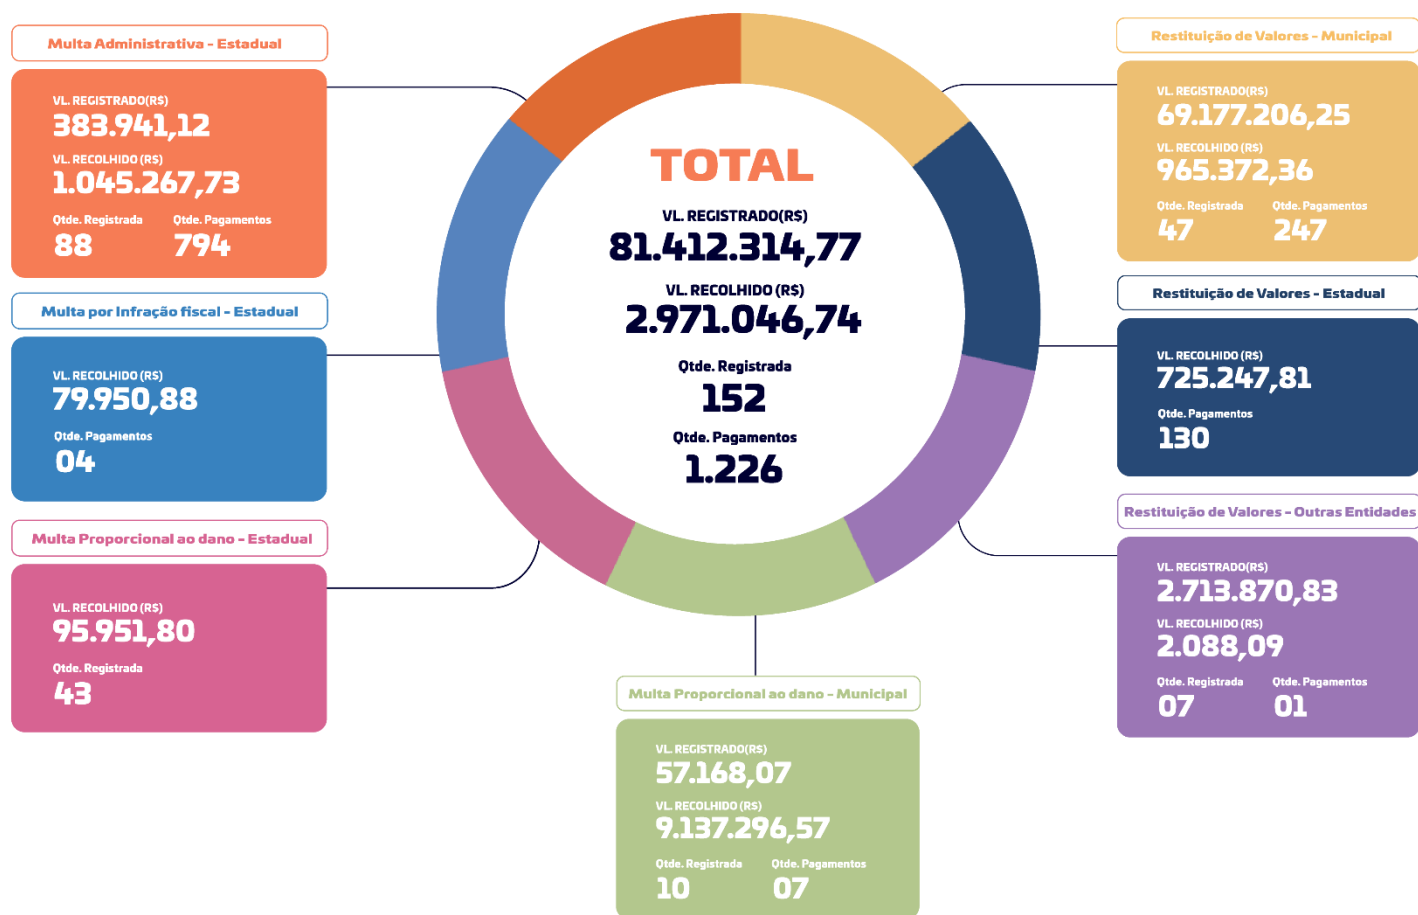 Multa Administrativa - Estadual
VL. REGISTRADO(R$)
383.941,12
VL. RECOLHIDO (R$)
1.045.267,73
Qtde. Registrada Qtde. Pagamentos
88 794
Multa por Infração fiscal - Estadual
VL. RECOLHIDO (R$)
79.950,88
Qtde. Pagamentos
04
Multa Proporcional ao dano - Estadual
VL. RECOLHIDO (R$)
95.951,80
Qtde. Registrada
43
TOTAL
VL. REGISTRADO(R$)
81.412.314,77
VL. RECOLHIDO (R$)
2.971.046,74
Qtde. Registrada
152
Qtde. Pagamentos
1.226
Multa Proporcional ao dano - Municipal
VL. REGISTRADO(R$)
57.168,07
VL. RECOLHIDO (R$)
9.137.296,57
Qtde. Registrada Qtde. Pagamentos
10 07
Restituição de Valores - Municipal
VL. REGISTRADO(R$)
69.177.206,25
VL. RECOLHIDO(R$)
965.372,36
Qtde. Registrada Qtde. Pagamentos
47 247
Restituição de Valores - Estadual
VL. RECOLHIDO (R$)
725.247,81
Qtde. Pagamentos
130
Restituição de Valores - Outras Entidades
VL. REGISTRADO(R$)
2.713.870,83
VL. RECOLHIDO (R$)
2.088,09
Qtde. Registrada Qtde. Pagamentos
07 01